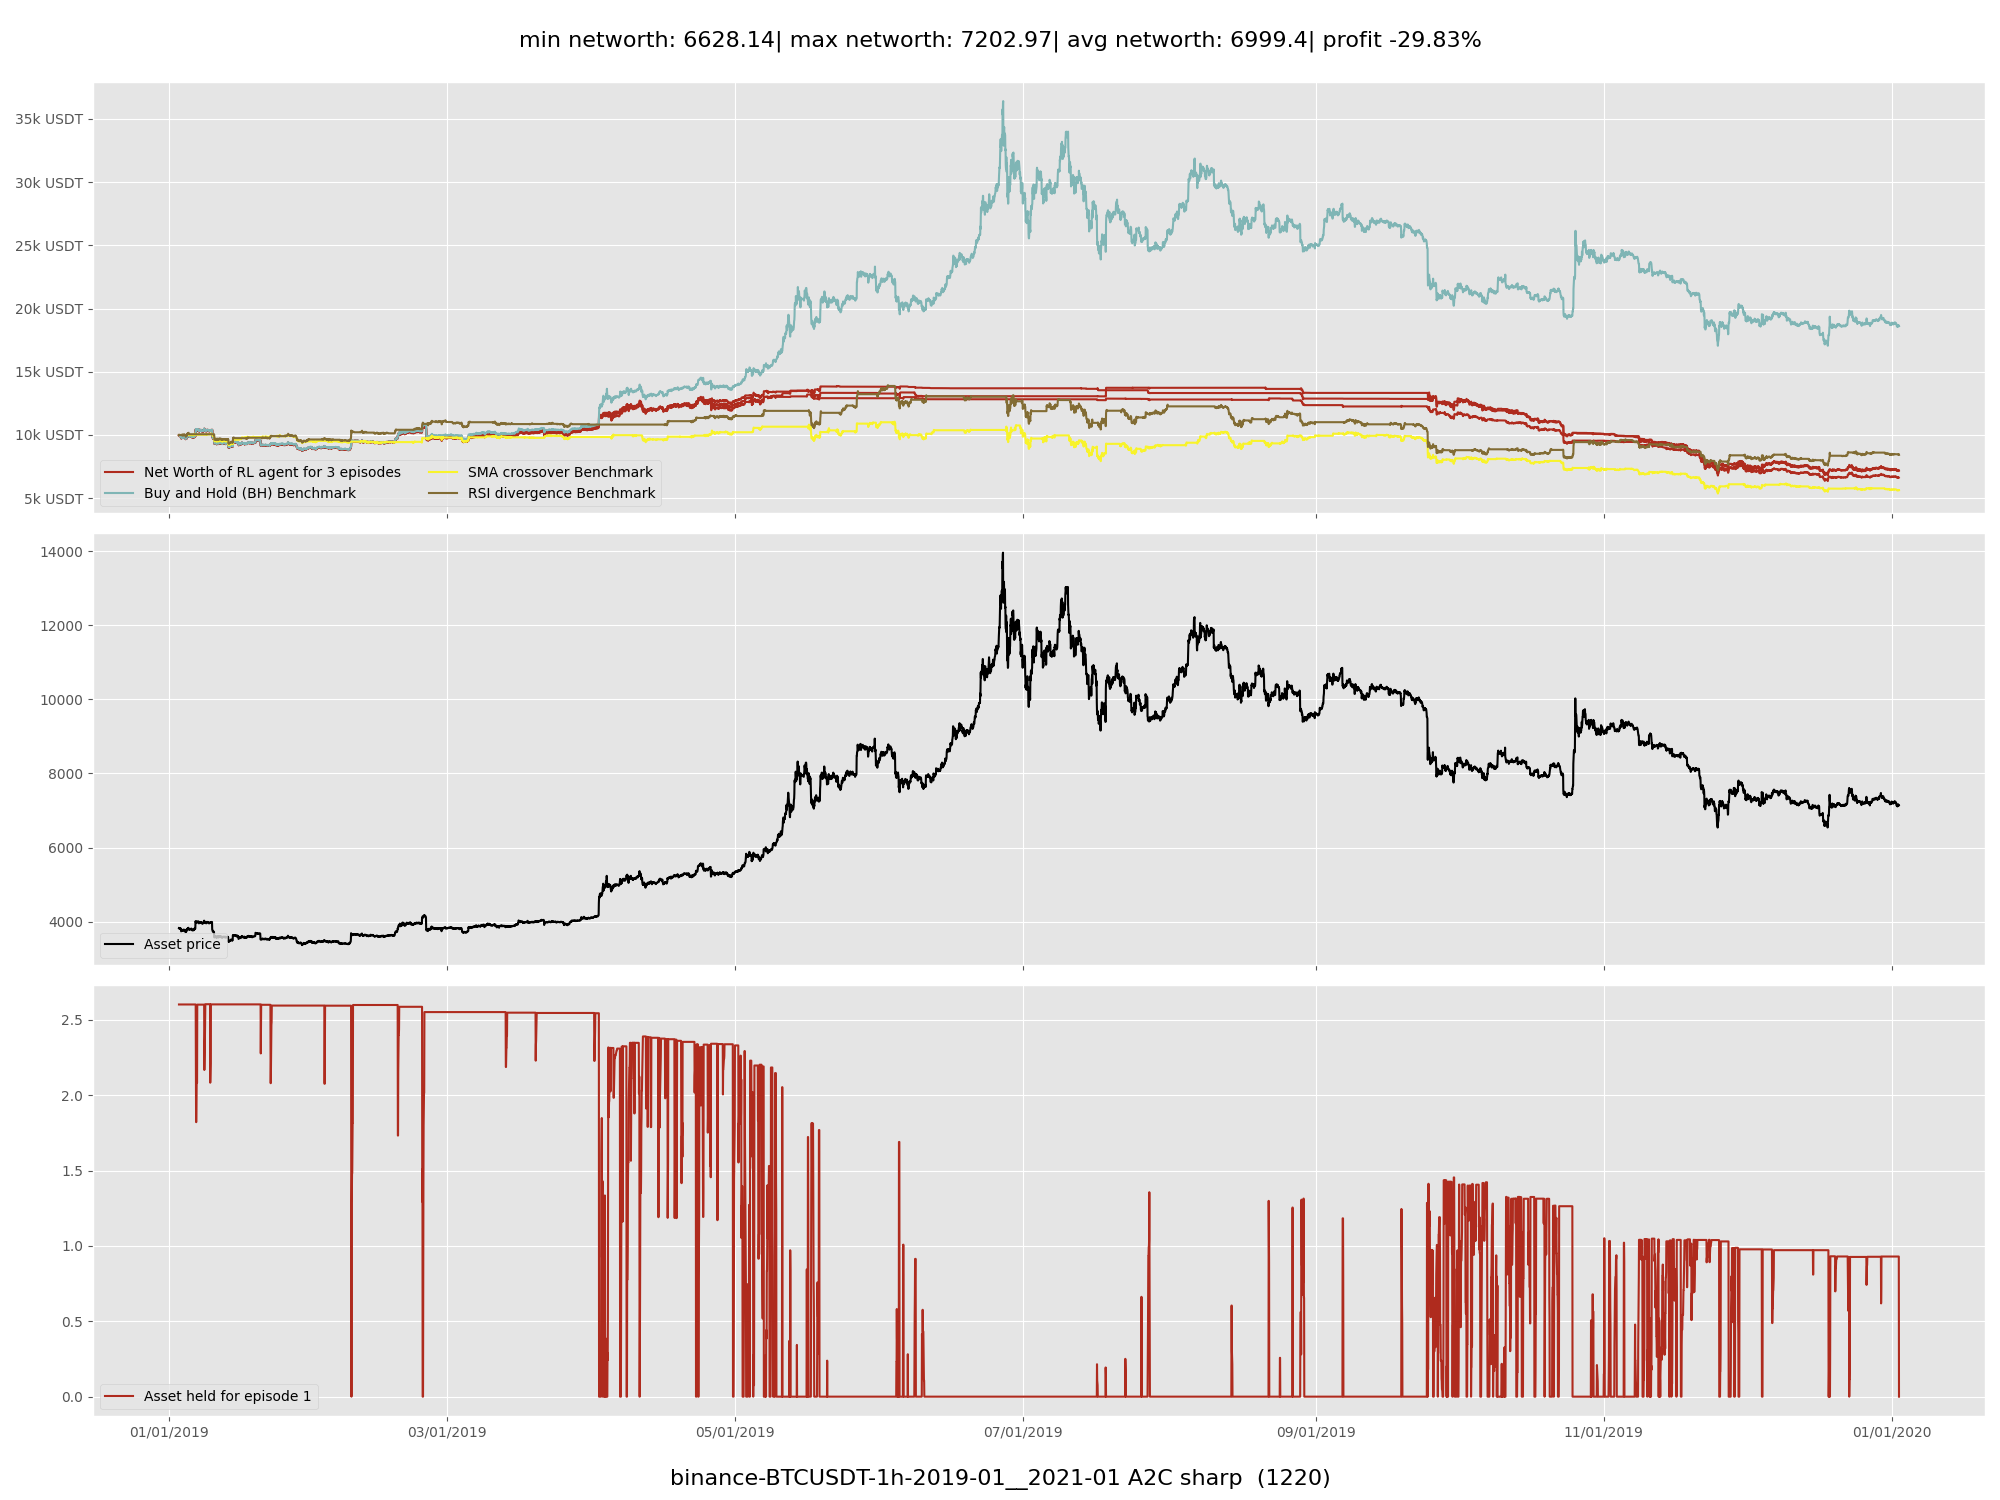 min networth: 6628.14| max networth: 7202.97| avg networth: 6999.4| profit -29.83%
35k USDT
30k USDT
25k USDT
20k USDT
15k USDT
10k USDT
5k USDT
Net Worth of RL agent for 3 episodes
Buy and Hold (BH) Benchmark
SMA crossover Benchmark
RSI divergence Benchmark
14000
12000
10000
8000
6000
4000
Asset price
2.5
2.0
1.5
1.0
0.5
0.0
Asset held for episode 1
01/01/2019 03/01/2019 05/01/2019 07/01/2019 09/01/2019 11/01/2019 01/01/2020
binance-BTCUSDT-1h-2019-01__2021-01 A2C sharp  (1220)